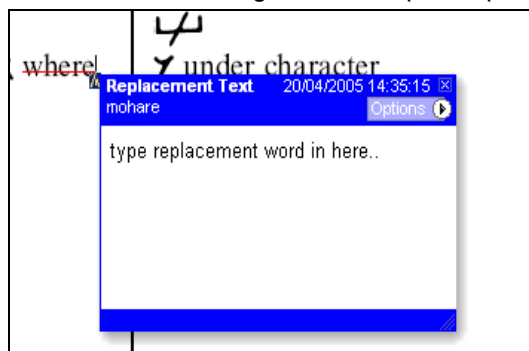 where
under character
Replacement Text 20/04/2005 14:35:15
mohare
Options
type replacement word in here..